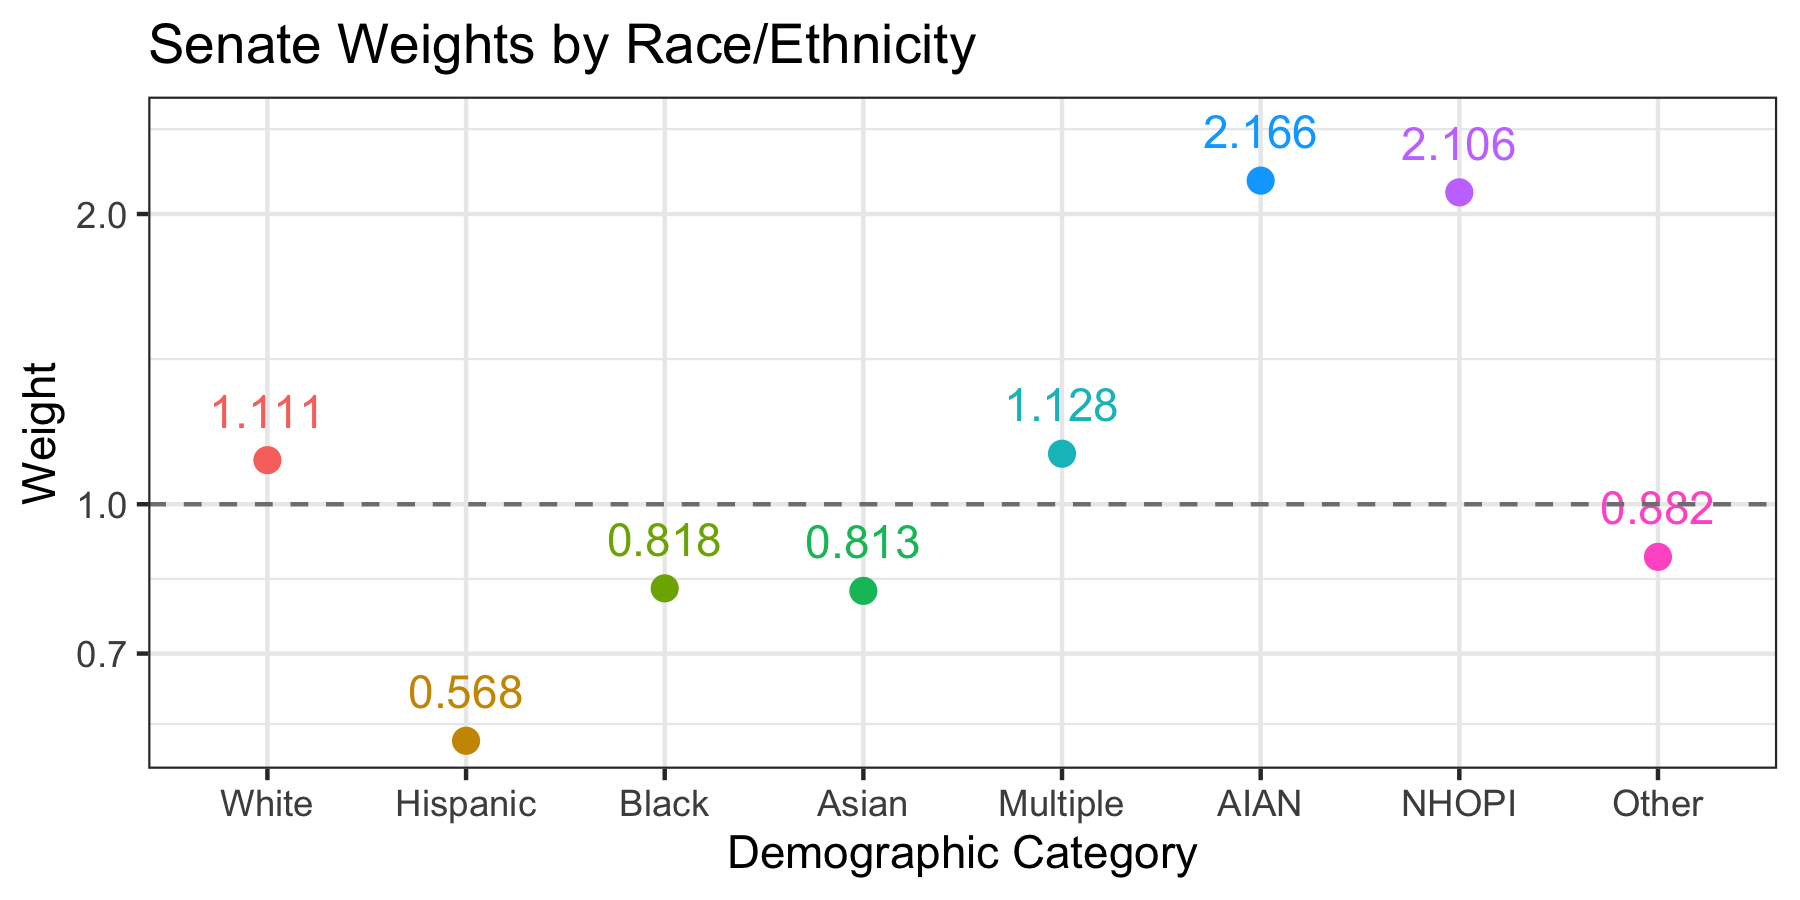 Senate Weights by Race/Ethnicity
Weight
2.0
1.0
0.7
1.111
0.568
0.818
0.813
1.128
2.166
2.106
0.882
White
Hispanic
Black
Asian
Multiple
AIAN
NHOPI
Other
Demographic Category